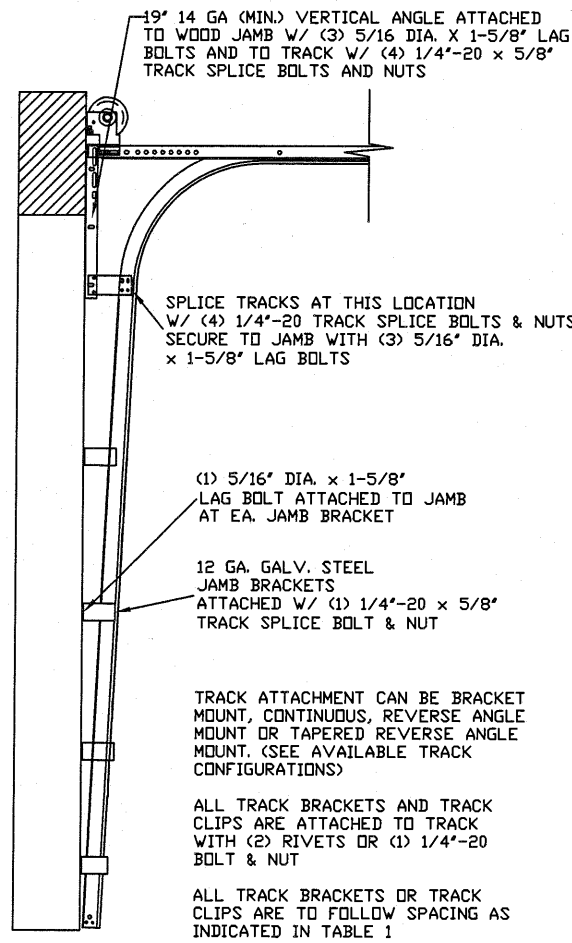 19" 14 GA (MIN.) VERTICAL ANGLE ATTACHED
TO WOOD JAMB W/ (3) 5/16 DIA. X 1-5/8" LAG
BOLTS AND TO TRACK W/ (4) 1/4"-20 x 5/8"
TRACK SPLICE BOLTS AND NUTS
SPLICE TRACKS AT THIS LOCATION
W/ (4) 1/4"-20 TRACK SPLICE BOLTS & NUTS
SECURE TO JAMB WITH (3) 5/16" DIA.
x 1-5/8" LAG BOLTS
(1) 5/16" DIA. x 1-5/8"
LAG BOLT ATTACHED TO JAMB
AT EA. JAMB BRACKET
12 GA. GALV. STEEL
JAMB BRACKETS
ATTACHED W/ (1) 1/4"-20 x 5/8"
TRACK SPLICE BOLT & NUT
TRACK ATTACHMENT CAN BE BRACKET
MOUNT, CONTINUOUS, REVERSE ANGLE
MOUNT OR TAPERED REVERSE ANGLE
MOUNT. (SEE AVAILABLE TRACK
CONFIGURATIONS)
ALL TRACK BRACKETS AND TRACK
CLIPS ARE ATTACHED TO TRACK
WITH (2) RIVETS OR (1) 1/4"-20
BOLT & NUT
ALL TRACK BRACKETS OR TRACK
CLIPS ARE TO FOLLOW SPACING AS
INDICATED IN TABLE 1